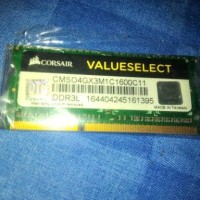 CORSAIR VALUESELECT
CMSO4GX3M1C1600C11
DDR3L 164404245161395
MADE IN TAIWAN